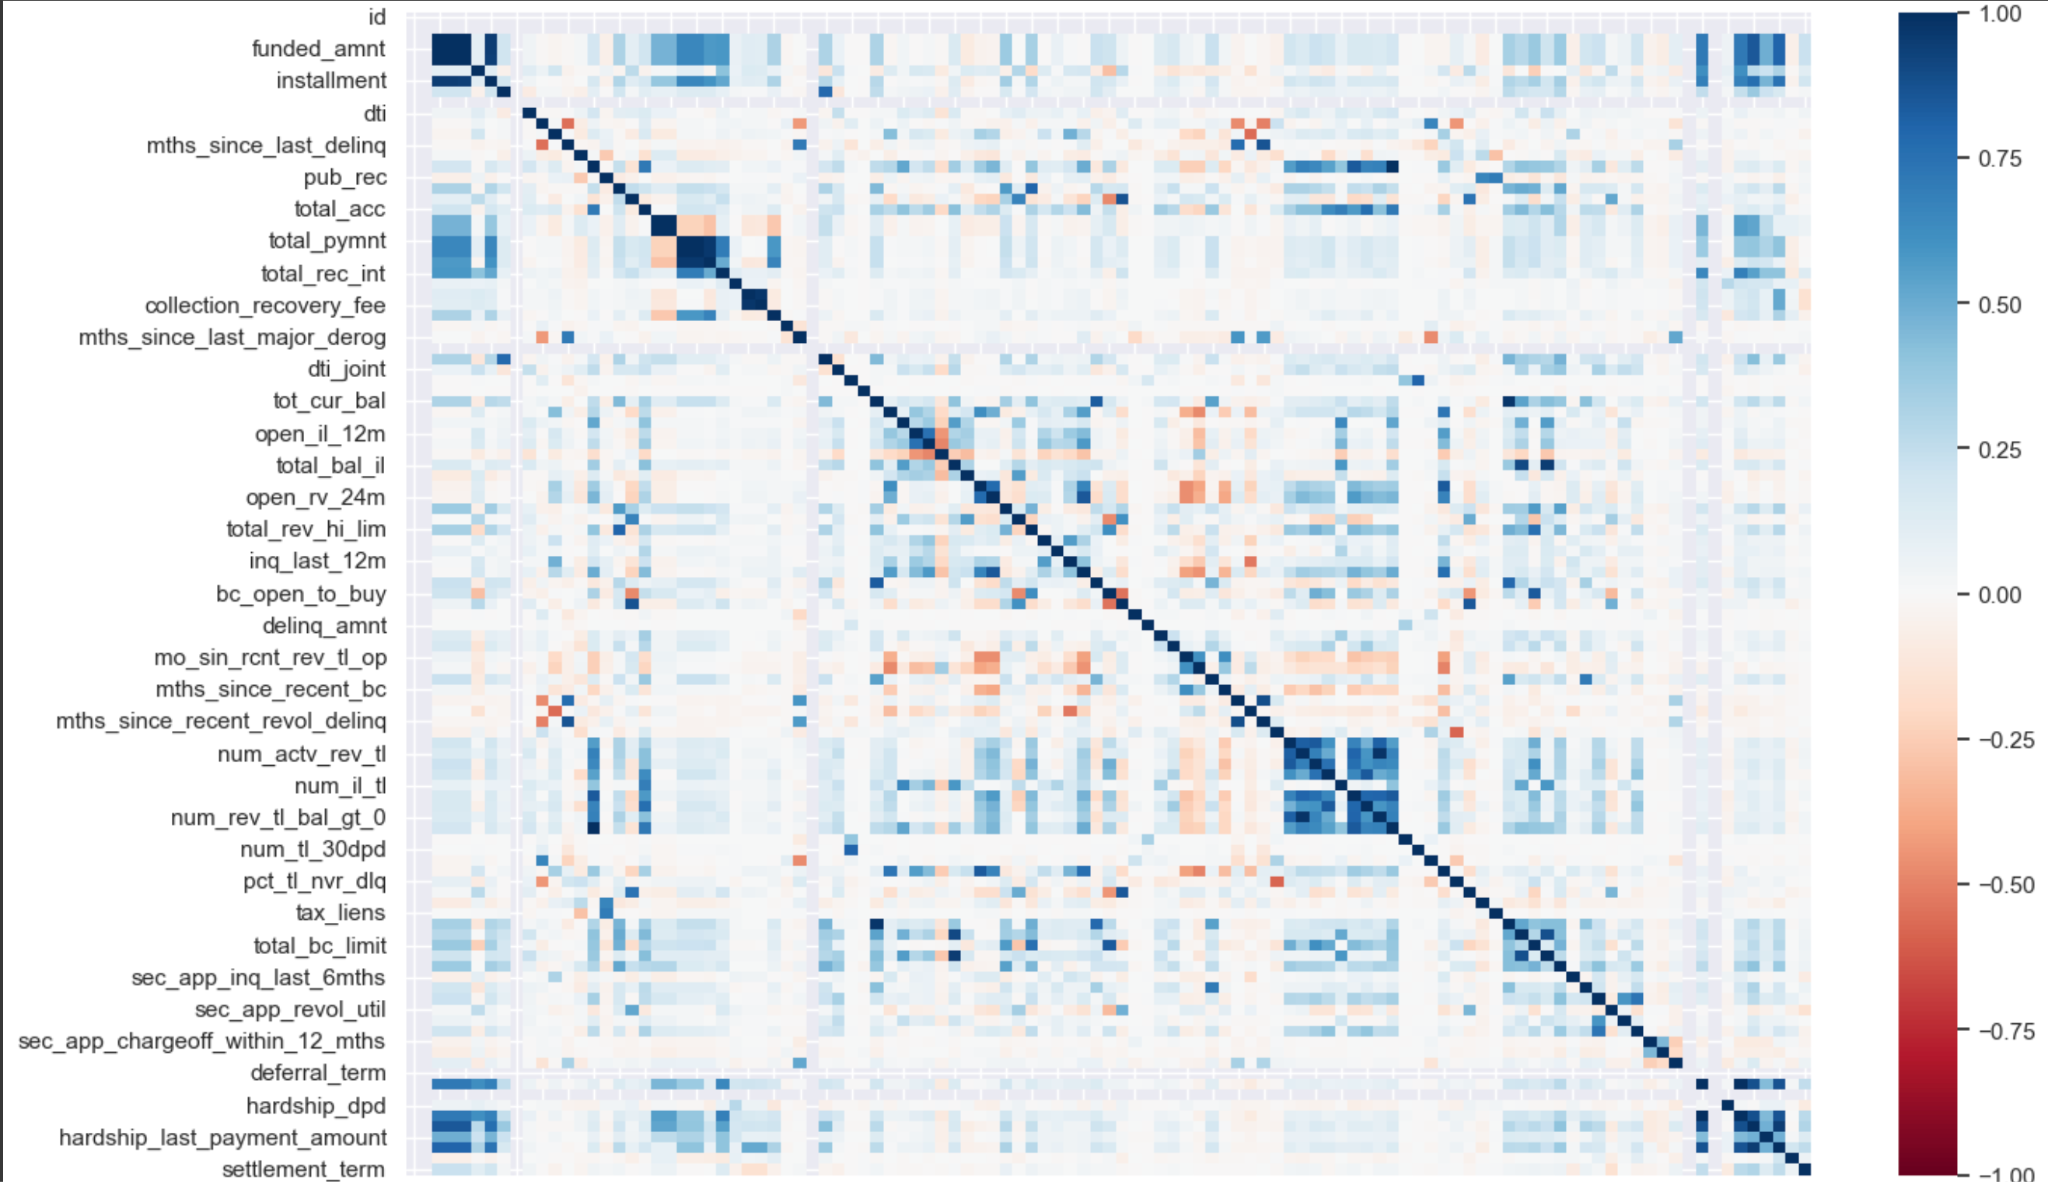 id
funded_amnt
installment
dti
mths_since_last_delinq
pub_rec
total_acc
total_pymnt
total_rec_int
collection_recovery_fee
mths_since_last_major_derog
dti_joint
tot_cur_bal
open_il_12m
total_bal_il
open_rv_24m
total_rev_hi_lim
inq_last_12m
bc_open_to_buy
delinq_amnt
mo_sin_rcnt_rev_tl_op
mths_since_recent_bc
mths_since_recent_revol_delinq
num_actv_rev_tl
num_il_tl
num_rev_tl_bal_gt_0
num_tl_30dpd
pct_tl_nvr_dlq
tax_liens
total_bc_limit
sec_app_inq_last_6mths
sec_app_revol_util
sec_app_chargeoff_within_12_mths
deferral_term
hardship_dpd
hardship_last_payment_amount
settlement_term
1.00
0.75
0.50
0.25
0.00
−0.25
−0.50
−0.75
−1.00